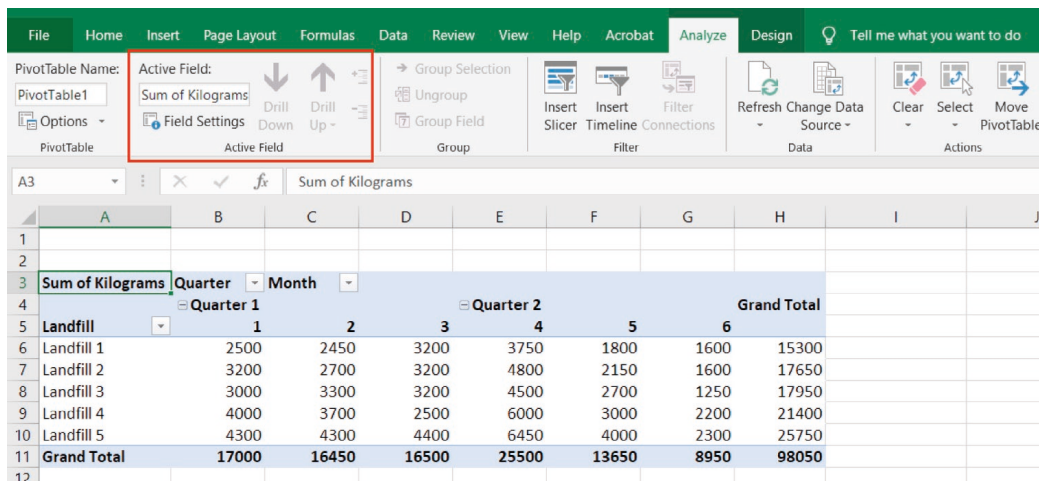 File Home Insert Page Layout Formulas Data Review View Help Acrobat Analyze Design Tell me what you want to do
PivotTable Name:
PivotTable1
Options
PivotTable
Active Field:
Sum of Kilograms
Field Settings
Drill Down
Drill Up
Active Field
Group Selection
Ungroup
Group Field
Group
Insert Slicer
Insert Timeline
Filter Connections
Filter
Refresh
Change Data Source
Data
Clear
Select
Move PivotTable
Actions
A3 fx Sum of Kilograms
A B C D E F G H I J
1
2
3 Sum of Kilograms Quarter Month
4 Quarter 1 Quarter 2 Grand Total
5 Landfill 1 2 3 4 5 6
6 Landfill 1 2500 2450 3200 3750 1800 1600 15300
7 Landfill 2 3200 2700 3200 4800 2150 1600 17650
8 Landfill 3 3000 3300 3200 4500 2700 1250 17950
9 Landfill 4 4000 3700 2500 6000 3000 2200 21400
10 Landfill 5 4300 4300 4400 6450 4000 2300 25750
11 Grand Total 17000 16450 16500 25500 13650 8950 98050
12